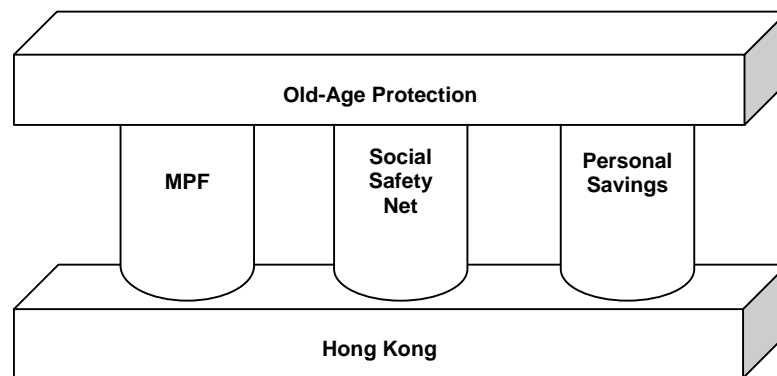 Old-Age Protection
MPF
Social
Safety
Net
Personal
Savings
Hong Kong